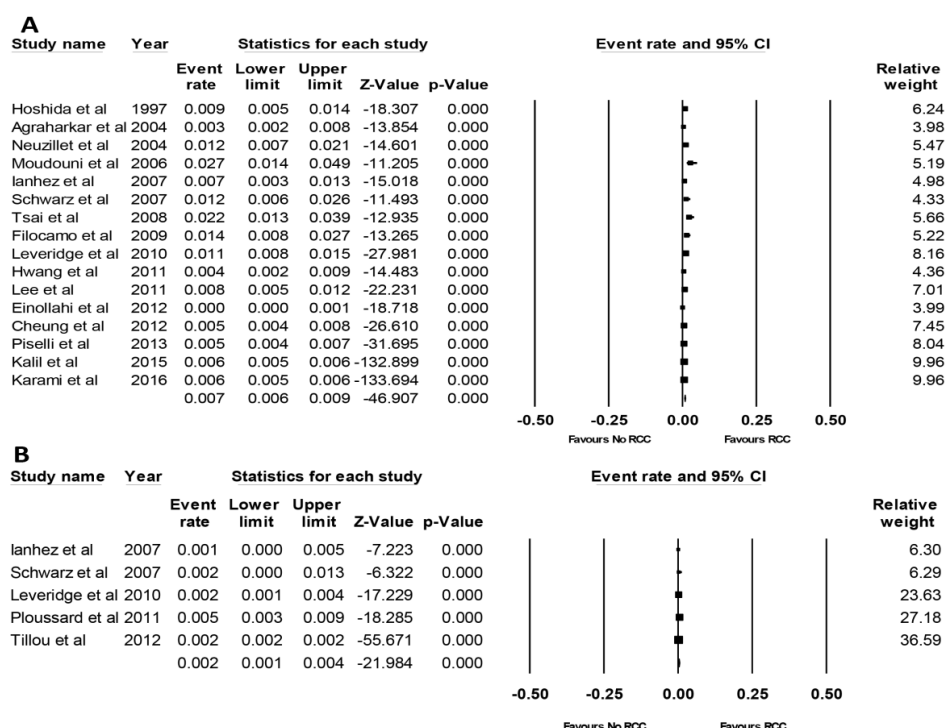 A
Study name Year Statistics for each study Event rate and 95% CI
Event rate Lower limit Upper limit Z-Value p-Value Relative weight
Hoshida et al 1997 0.009 0.005 0.014 -18.307 0.000 6.24
Agraharkar et al 2004 0.003 0.002 0.008 -13.854 0.000 3.98
Neuzillet et al 2004 0.012 0.007 0.021 -14.601 0.000 5.47
Moudouni et al 2006 0.027 0.014 0.049 -11.205 0.000 5.19
Ianhez et al 2007 0.007 0.003 0.013 -15.018 0.000 4.98
Schwarz et al 2007 0.012 0.006 0.026 -11.493 0.000 4.33
Tsai et al 2008 0.022 0.013 0.039 -12.935 0.000 5.66
Filocamo et al 2009 0.014 0.008 0.027 -13.265 0.000 5.22
Leveridge et al 2010 0.011 0.008 0.015 -27.981 0.000 8.16
Hwang et al 2011 0.004 0.002 0.009 -14.483 0.000 4.36
Lee et al 2011 0.008 0.005 0.012 -22.231 0.000 7.01
Einollahi et al 2012 0.000 0.000 0.001 -18.718 0.000 3.99
Cheung et al 2012 0.005 0.004 0.008 -26.610 0.000 7.45
Piselli et al 2013 0.005 0.004 0.007 -31.695 0.000 8.04
Kalil et al 2015 0.006 0.005 0.006 -132.899 0.000 9.96
Karami et al 2016 0.006 0.005 0.006 -133.694 0.000 9.96
0.007 0.006 0.009 -46.907 0.000
-0.50 -0.25 0.00 0.25 0.50
Favours No RCC Favours RCC
B
Study name Year Statistics for each study Event rate and 95% CI
Event rate Lower limit Upper limit Z-Value p-Value Relative weight
Ianhez et al 2007 0.001 0.000 0.005 -7.223 0.000 6.30
Schwarz et al 2007 0.002 0.000 0.013 -6.322 0.000 6.29
Leveridge et al 2010 0.002 0.001 0.004 -17.229 0.000 23.63
Ploussard et al 2011 0.005 0.003 0.009 -18.285 0.000 27.18
Tillou et al 2012 0.002 0.002 0.002 -55.671 0.000 36.59
0.002 0.001 0.004 -21.984 0.000
-0.50 -0.25 0.00 0.25 0.50
Favours No RCC Favours RCC